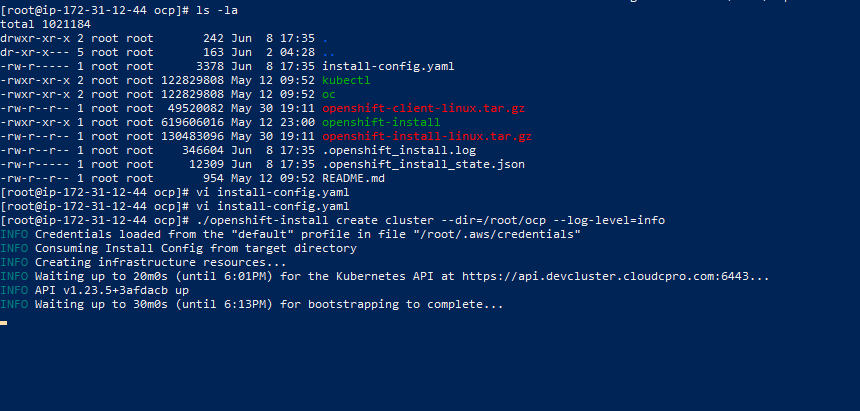 [root@ip-172-31-12-44 ocp]# ls -la
total 1021184
drwxr-xr-x 2 root root       242 Jun  8 17:35 .
dr-xr-x--- 5 root root       163 Jun  2 04:28 ..
-rw-r----- 1 root root      3378 Jun  8 17:35 install-config.yaml
-rwxr-xr-x 2 root root 122829808 May 12 09:52 kubectl
-rwxr-xr-x 2 root root 122829808 May 12 09:52 oc
-rw-r--r-- 1 root root  49520082 May 30 19:11 openshift-client-linux.tar.gz
-rwxr-xr-x 1 root root 619606016 May 12 23:00 openshift-install
-rw-r--r-- 1 root root 130483096 May 30 19:11 openshift-install-linux.tar.gz
-rw-r--r-- 1 root root    346604 Jun  8 17:35 .openshift_install.log
-rw-r----- 1 root root     12309 Jun  8 17:35 .openshift_install_state.json
-rw-r--r-- 1 root root       954 May 12 09:52 README.md
[root@ip-172-31-12-44 ocp]# vi install-config.yaml
[root@ip-172-31-12-44 ocp]# vi install-config.yaml
[root@ip-172-31-12-44 ocp]# ./openshift-install create cluster --dir=/root/ocp --log-level=info
INFO Credentials loaded from the "default" profile in file "/root/.aws/credentials"
INFO Consuming Install Config from target directory
INFO Creating infrastructure resources...
INFO Waiting up to 20m0s (until 6:01PM) for the Kubernetes API at https://api.devcluster.cloudcpro.com:6443...
INFO API v1.23.5+3afdacb up
INFO Waiting up to 30m0s (until 6:13PM) for bootstrapping to complete...